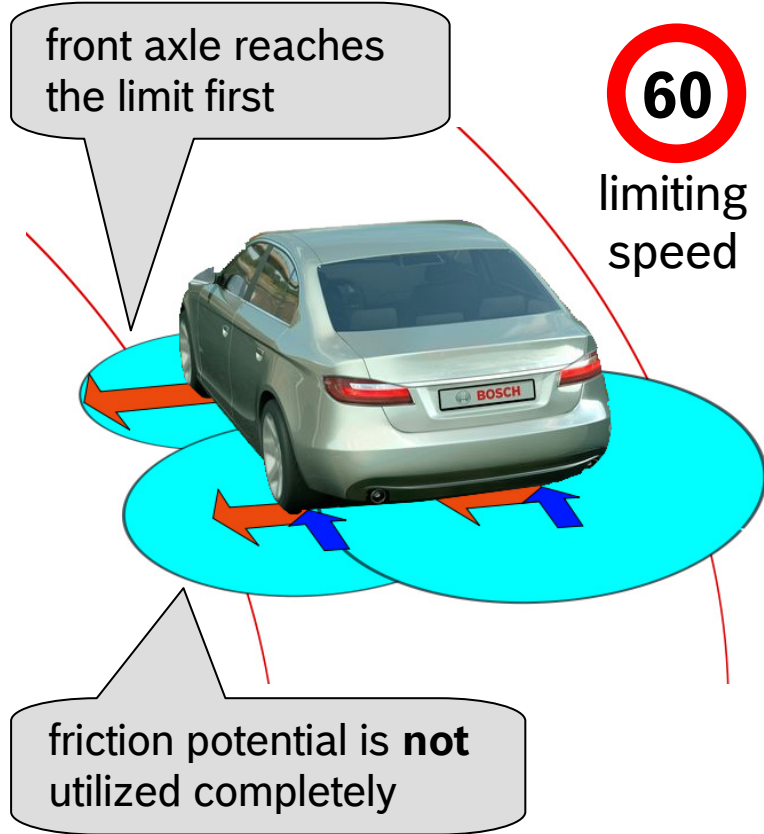 front axle reaches
the limit first
60
limiting
speed
BOSCH
friction potential is not
utilized completely